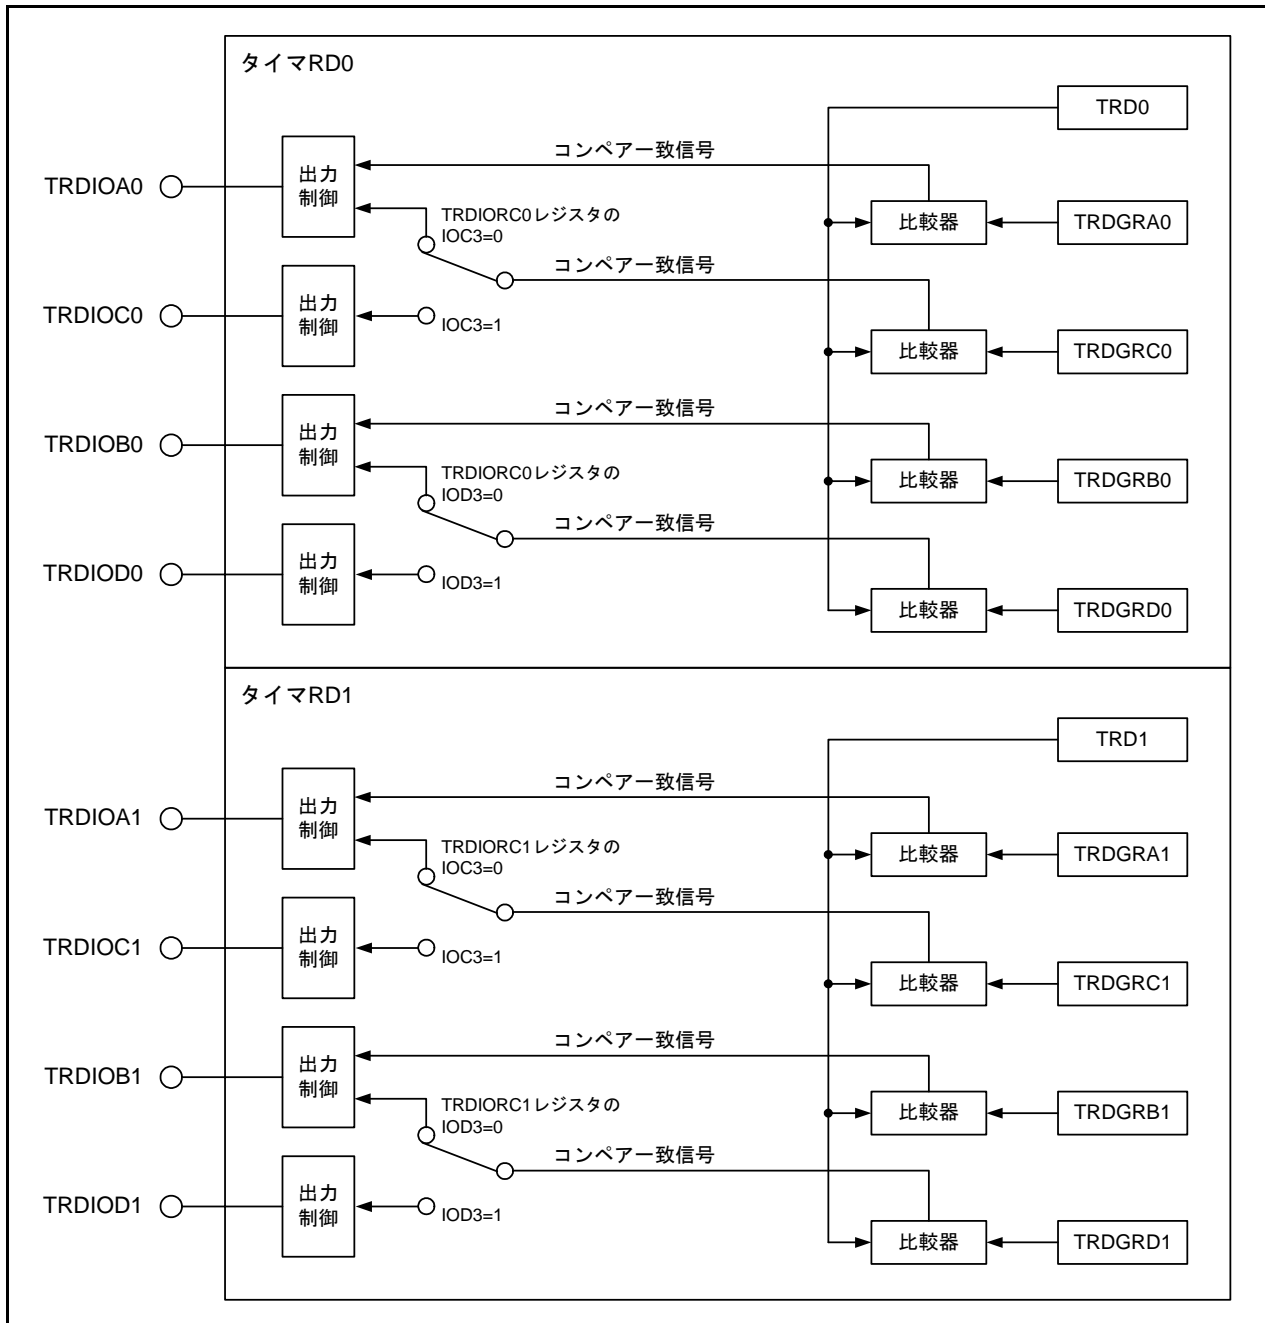 タイマRD0
TRD0
コンペア一致信号
出力
制御
TRDIOA0
TRDIORC0レジスタの
IOC3=0
比較器
TRDGRA0
コンペア一致信号
出力
制御
TRDIOC0
IOC3=1
比較器
TRDGRC0
コンペア一致信号
出力
制御
TRDIOB0
TRDIORC0レジスタの
IOD3=0
比較器
TRDGRB0
コンペア一致信号
出力
制御
TRDIOD0
IOD3=1
比較器
TRDGRD0
タイマRD1
TRD1
コンペア一致信号
出力
制御
TRDIOA1
TRDIORC1レジスタの
IOC3=0
比較器
TRDGRA1
コンペア一致信号
出力
制御
TRDIOC1
IOC3=1
比較器
TRDGRC1
コンペア一致信号
出力
制御
TRDIOB1
TRDIORC1レジスタの
IOD3=0
比較器
TRDGRB1
コンペア一致信号
出力
制御
TRDIOD1
IOD3=1
比較器
TRDGRD1